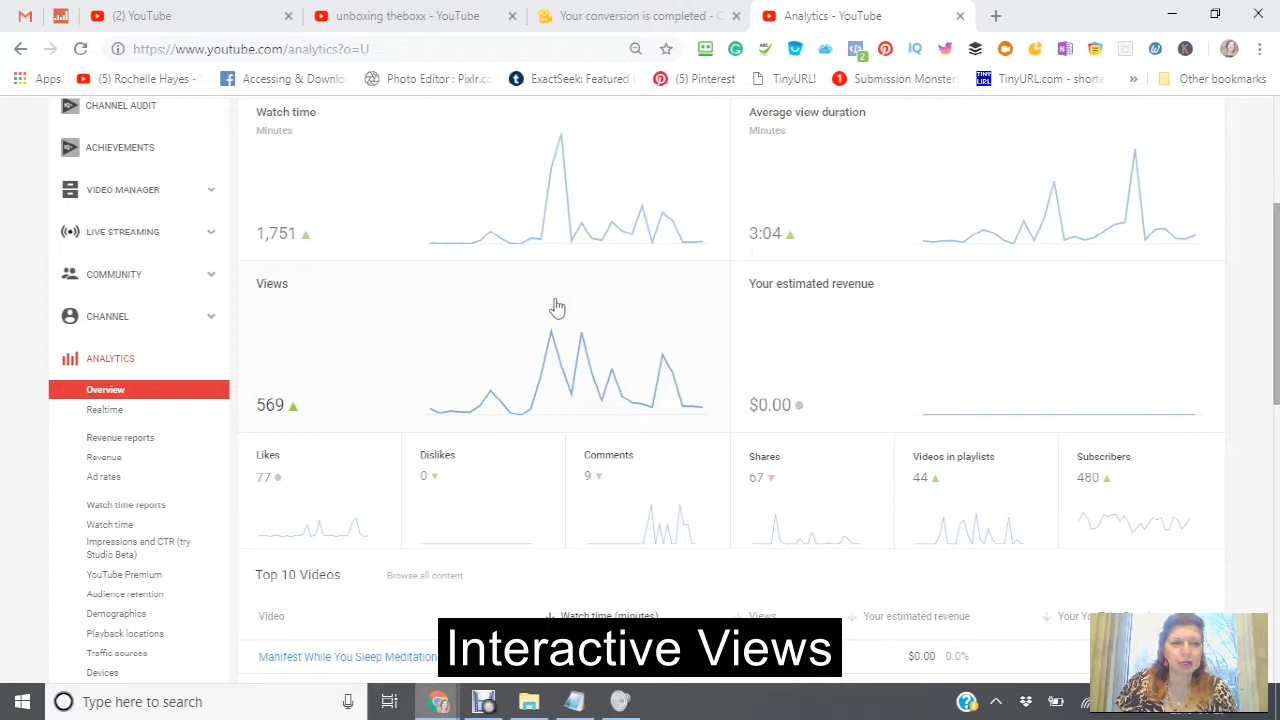 (2) YouTube
unboxing theboxx - YouTube
Your conversion is completed - C
Analytics - YouTube
https://www.youtube.com/analytics?o=U
2
Apps
(5) Rochelle Hayes -
Accessing & Downlo
Photo Editor : Pixlr.co
ExactSeek: Featured
(5) Pinterest
TinyURL!
Submission Monster
TinyURL.com - shorte
Other bookmarks
CHANNEL AUDIT
ACHIEVEMENTS
VIDEO MANAGER
LIVE STREAMING
COMMUNITY
CHANNEL
ANALYTICS
Overview
Realtime
Revenue reports
Revenue
Ad rates
Watch time reports
Watch time
Impressions and CTR (try
Studio Beta)
YouTube Premium
Audience retention
Demographics
Playback locations
Traffic sources
Devices
Watch time
Minutes
1,751
Average view duration
Minutes
3:04
Views
569
Your estimated revenue
$0.00
Likes
77
Dislikes
0
Comments
9
Shares
67
Videos in playlists
44
Subscribers
480
Top 10 Videos
Browse all content
Video
Watch time (minutes)
Views
Your estimated revenue
Manifest While You Sleep Meditation
$0.00 0.0%
Interactive Views
Type here to search